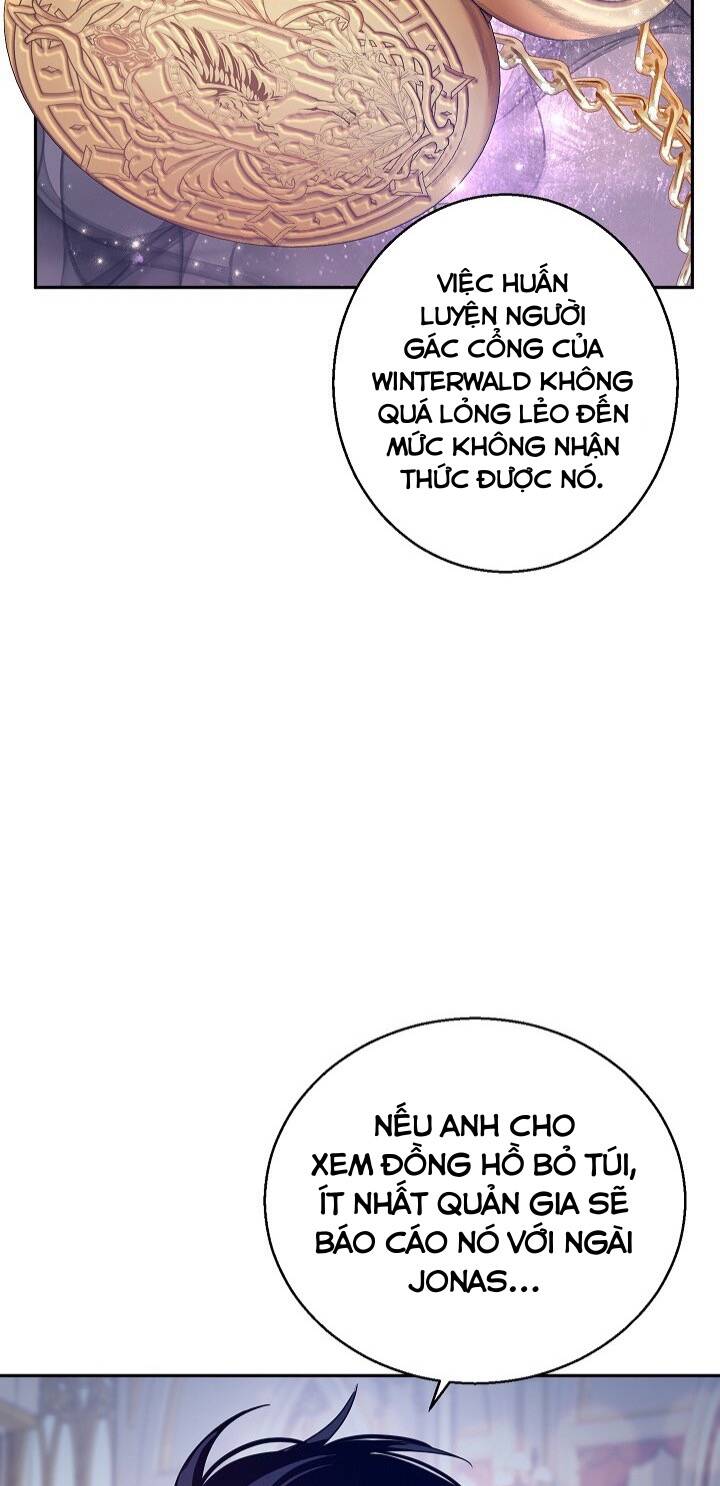 VIỆC HUẤN
LUYỆN NGƯỜI
GÁC CỔNG CỦA
WINTERWALD KHÔNG
QUÁ LỎNG LẺO ĐẾN
MỨC KHÔNG NHẬN
THỨC ĐƯỢC NÓ.
NẾU ANH CHO
XEM ĐỒNG HỒ BỎ TÚI,
ÍT NHẤT QUẢN GIA SẼ
BÁO CÁO NÓ VỚI NGÀI
JONAS...